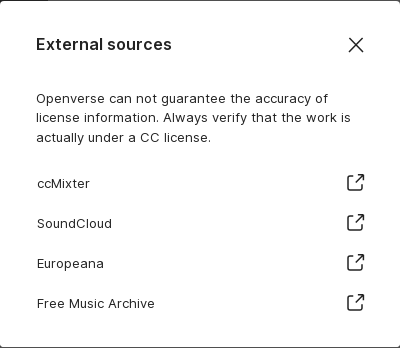 External sources
Openverse can not guarantee the accuracy of
license information. Always verify that the work is
actually under a CC license.
ccMixter
SoundCloud
Europeana
Free Music Archive